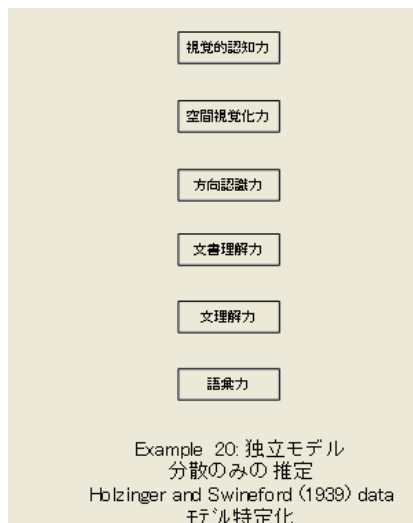 視覚的認知力
空間視覚化力
方向認識力
文書理解力
文理解力
語彙力
Example 20: 独立モデル
分散のみの 推定
Holzinger and Swineford (1939) data
モデル特定化